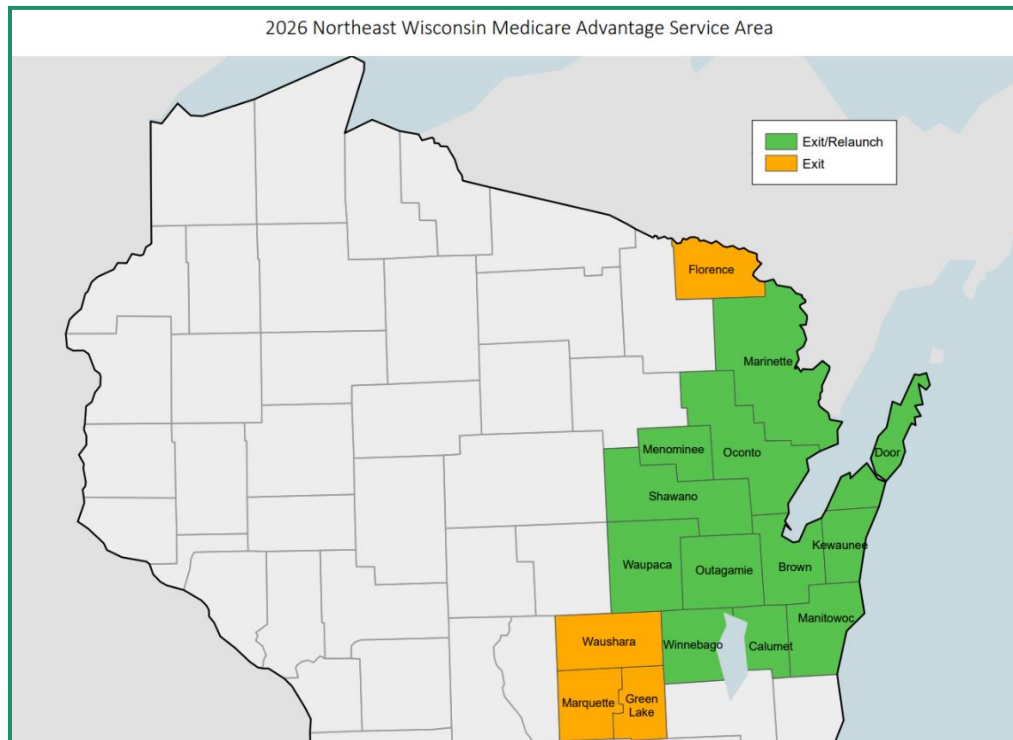 2026 Northeast Wisconsin Medicare Advantage Service Area
Exit/Relaunch
Exit
Florence
Marinette
Menominee
Oconto
Door
Shawano
Waupaca
Outagamie
Brown
Kewaunee
Manitowoc
Waushara
Winnebago
Calumet
Marquette
Green
Lake